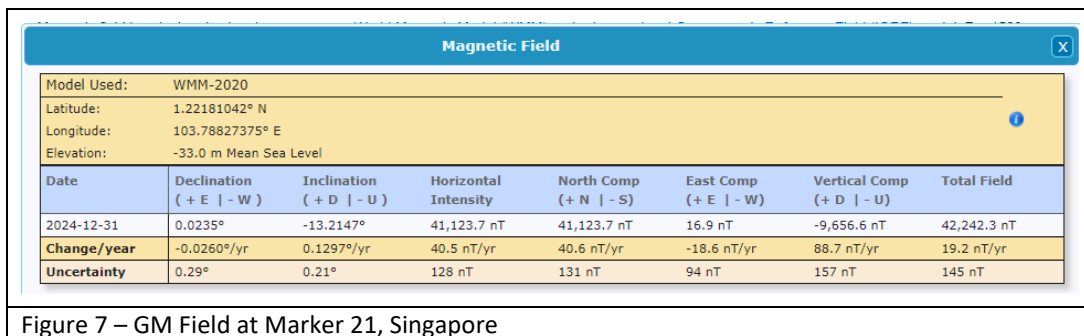 Magnetic Field
X
Model Used: WMM-2020
Latitude: 1.22181042° N
Longitude: 103.78827375° E
Elevation: -33.0 m Mean Sea Level
Date Declination Inclination Horizontal North Comp East Comp Vertical Comp Total Field
( + E | - W ) ( + D | - U ) Intensity (+ N | - S) (+ E | - W) (+ D | - U)
2024-12-31 0.0235° -13.2147° 41,123.7 nT 41,123.7 nT 16.9 nT -9,656.6 nT 42,242.3 nT
Change/year -0.0260°/yr 0.1297°/yr 40.5 nT/yr 40.6 nT/yr -18.6 nT/yr 88.7 nT/yr 19.2 nT/yr
Uncertainty 0.29° 0.21° 128 nT 131 nT 94 nT 157 nT 145 nT
Figure 7 – GM Field at Marker 21, Singapore